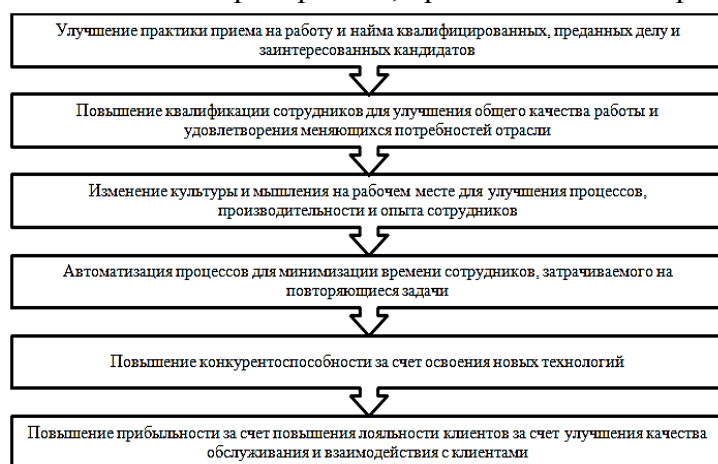 Улучшение практики приема на работу и найма квалифицированных, преданных делу и
заинтересованных кандидатов
Повышение квалификации сотрудников для улучшения общего качества работы и
удовлетворения меняющихся потребностей отрасли
Изменение культуры и мышления на рабочем месте для улучшения процессов,
производительности и опыта сотрудников
Автоматизация процессов для минимизации времени сотрудников, затрачиваемого на
повторяющиеся задачи
Повышение конкурентоспособности за счет освоения новых технологий
Повышение прибыльности за счет повышения лояльности клиентов за счет улучшения качества
обслуживания и взаимодействия с клиентами